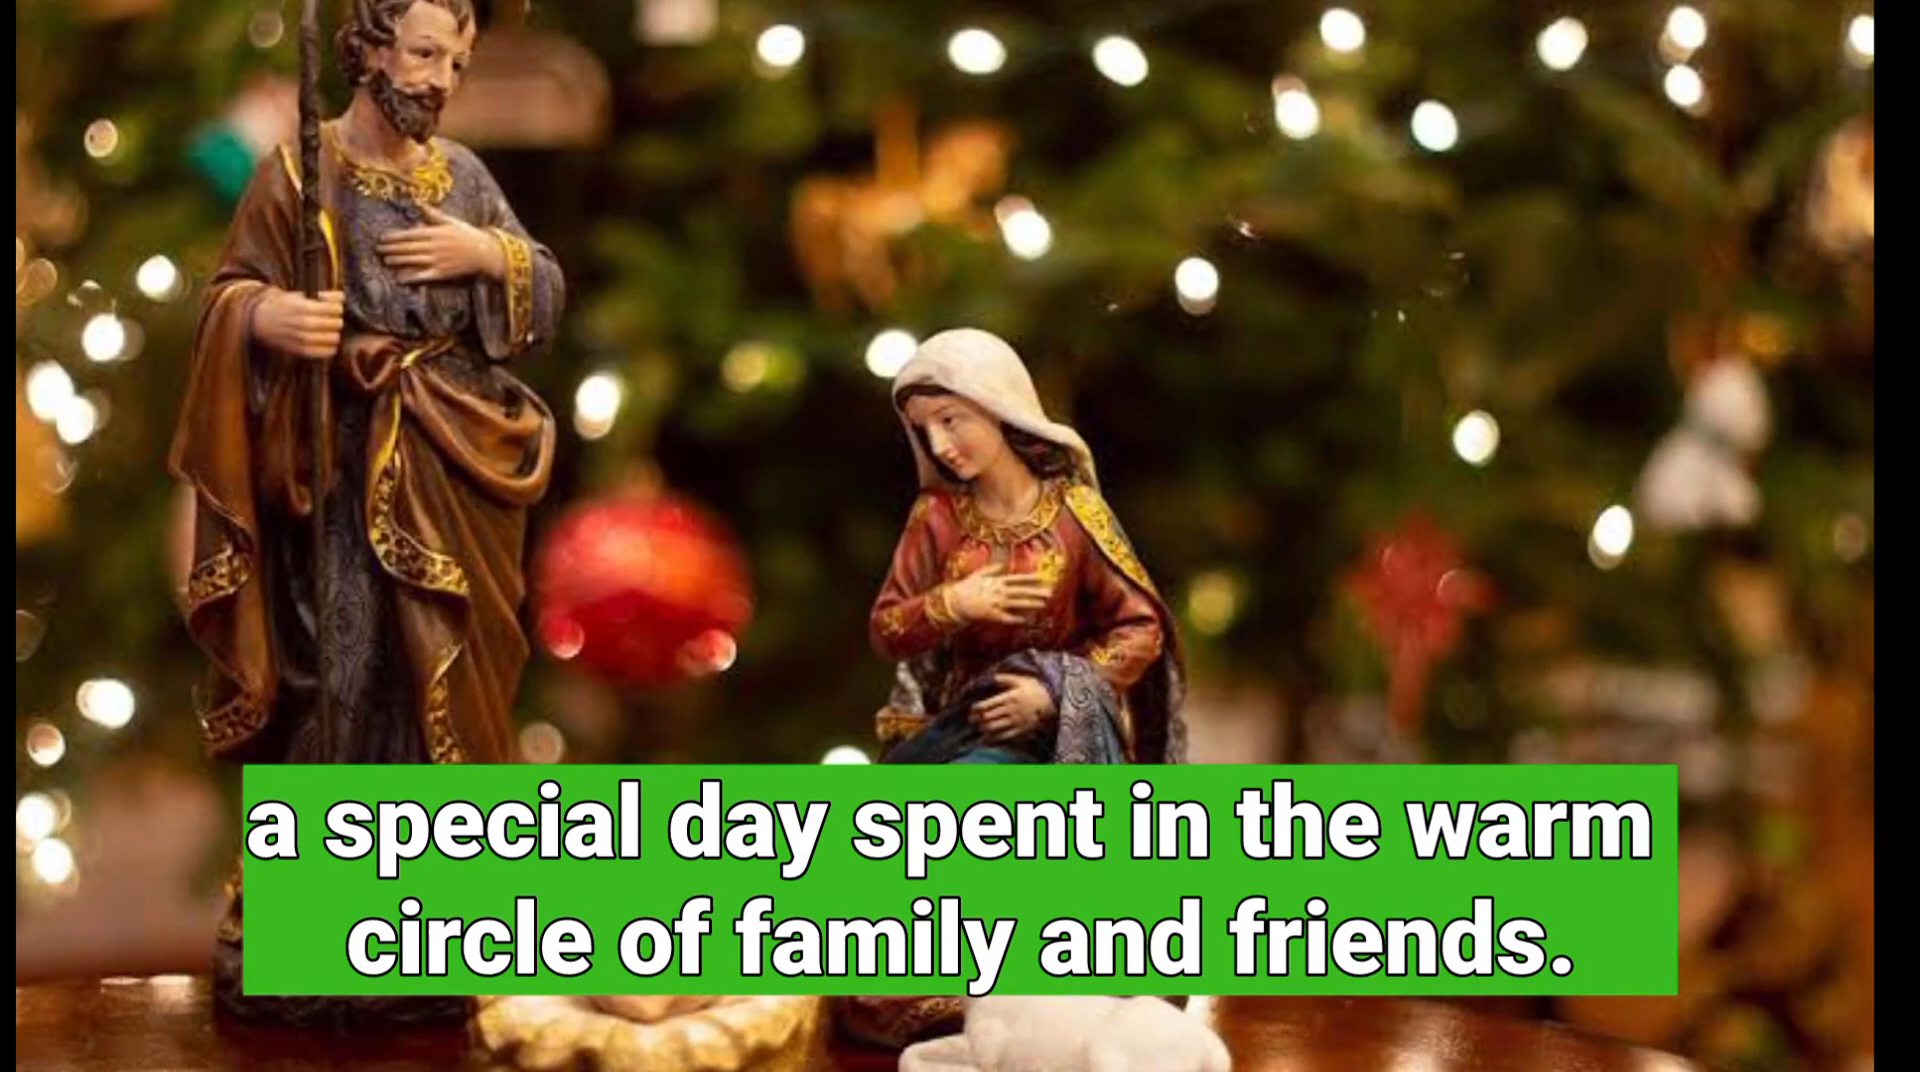 a special day spent in the warm
circle of family and friends.